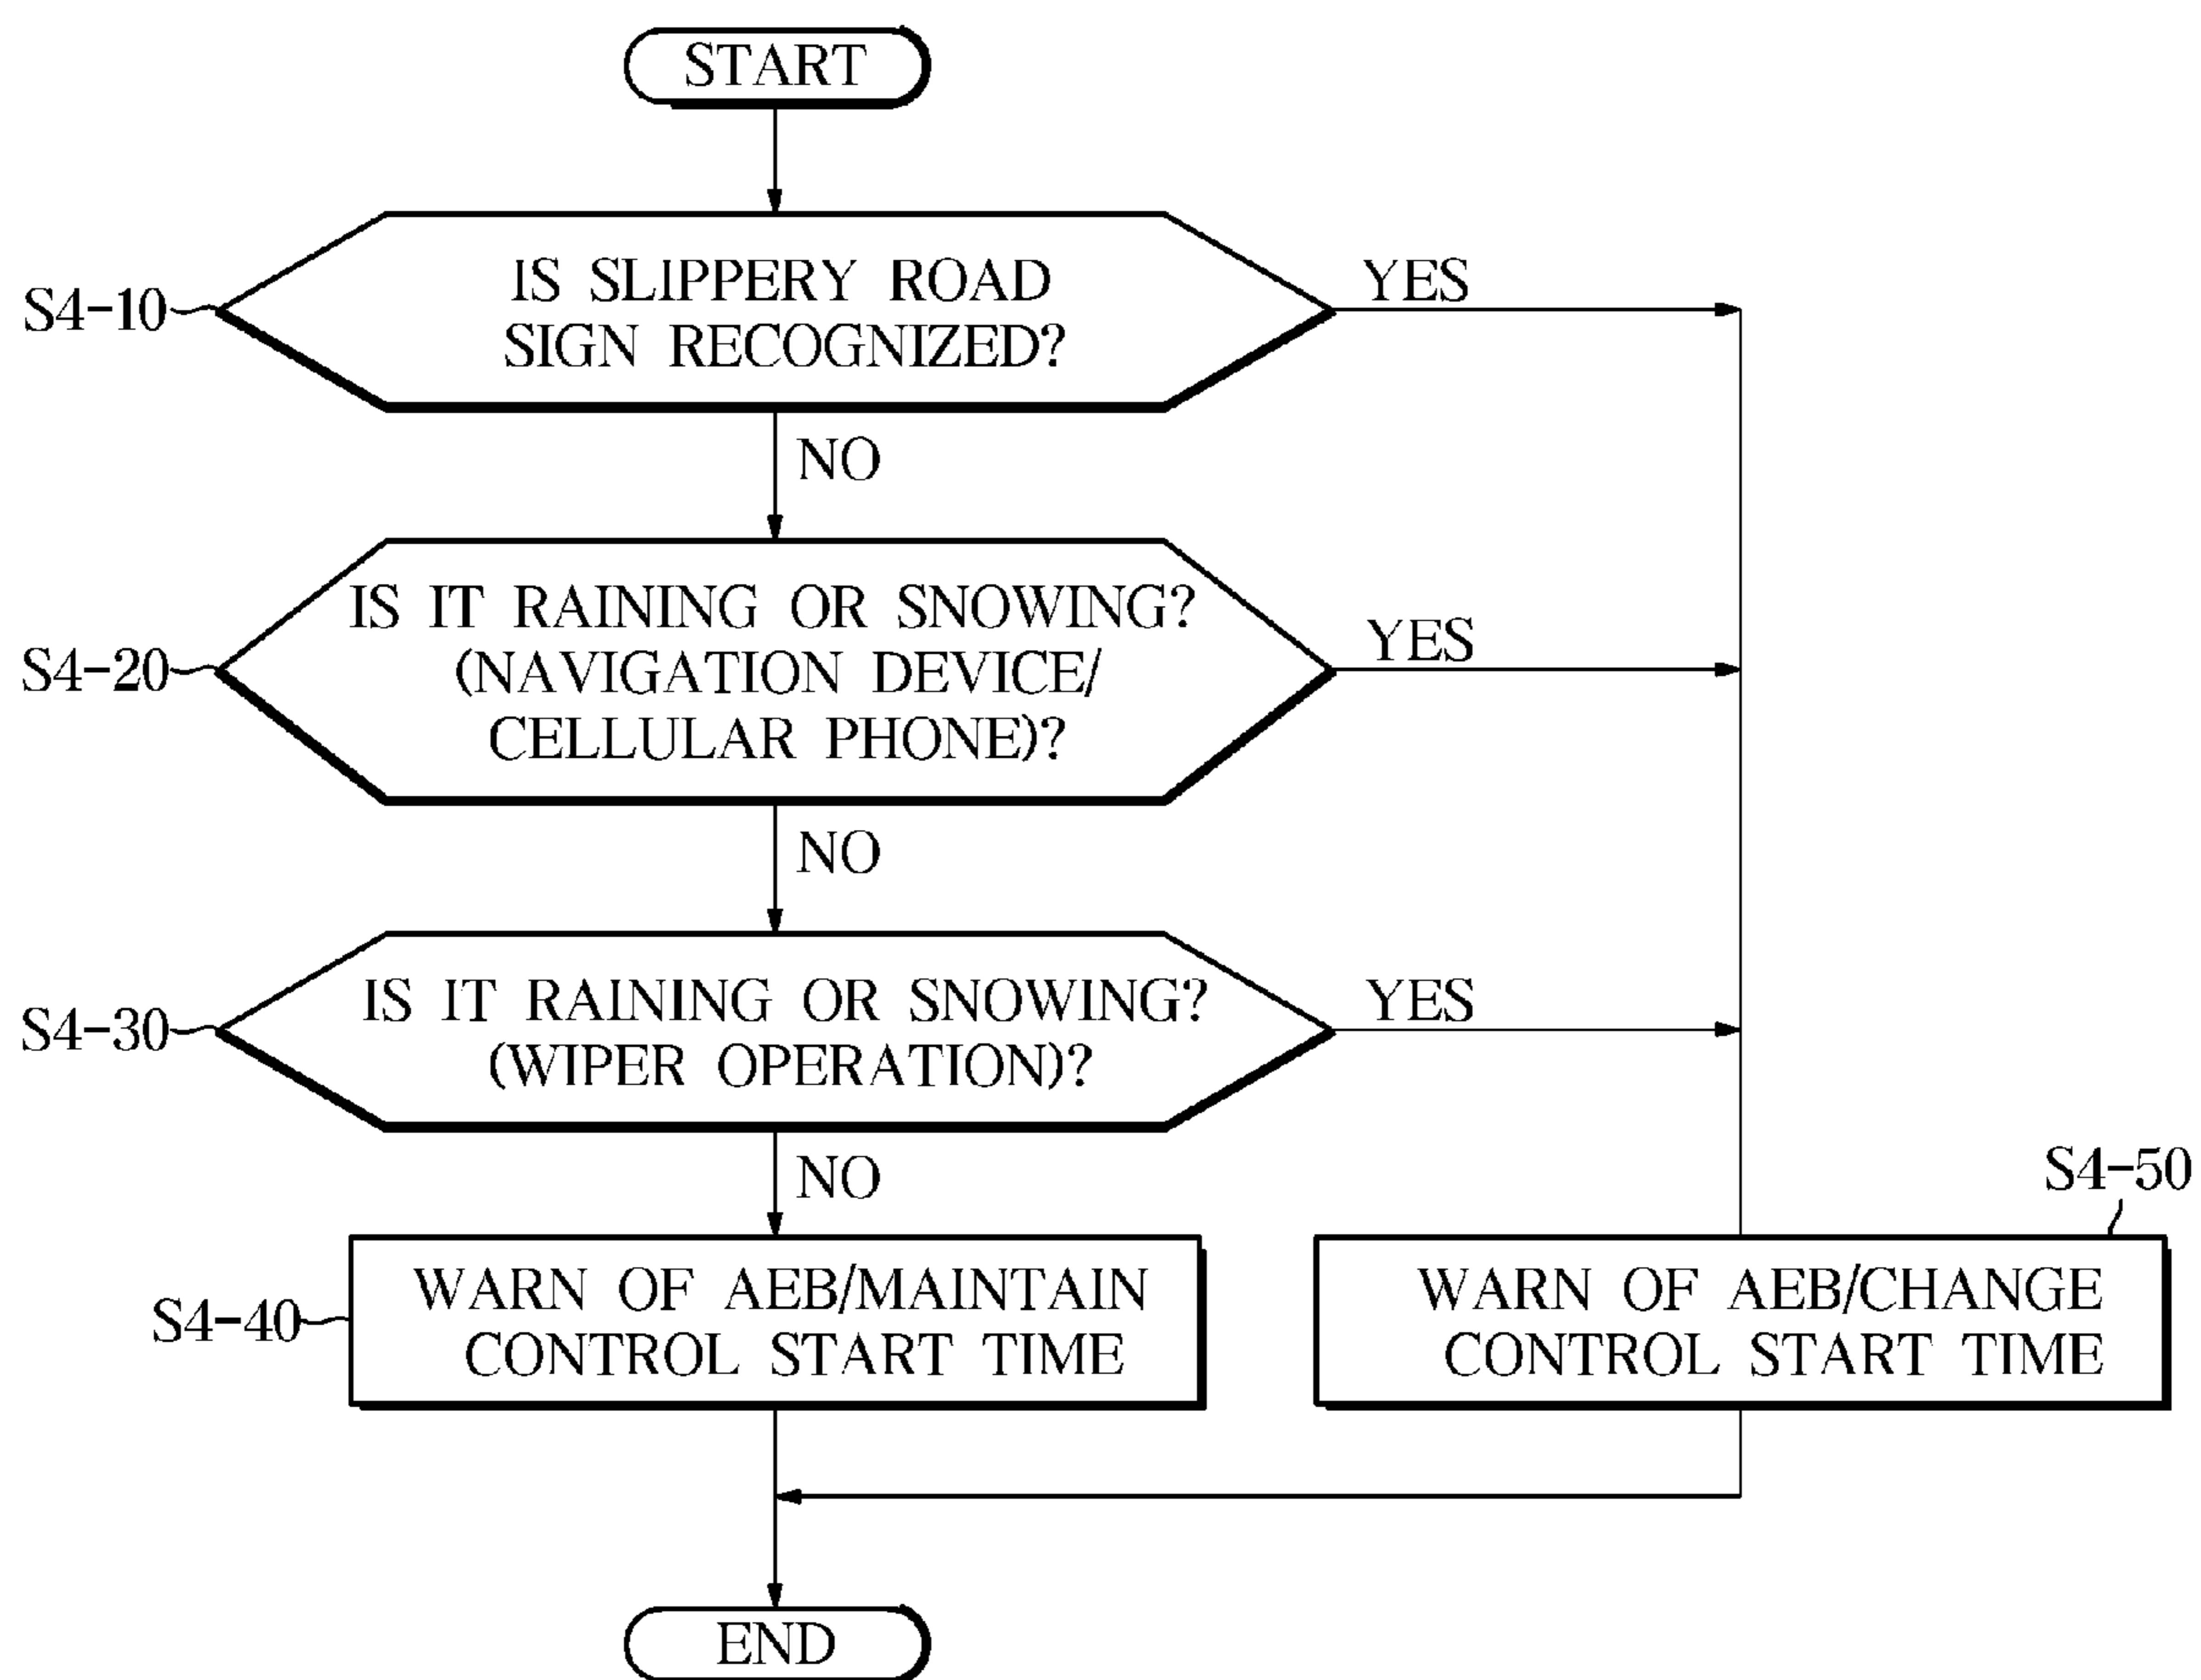 START
S4-10
IS SLIPPERY ROAD
SIGN RECOGNIZED?
YES
NO
S4-20
IS IT RAINING OR SNOWING?
(NAVIGATION DEVICE/
CELLULAR PHONE)?
YES
NO
S4-30
IS IT RAINING OR SNOWING?
(WIPER OPERATION)?
YES
NO
S4-40
WARN OF AEB/MAINTAIN
CONTROL START TIME
S4-50
WARN OF AEB/CHANGE
CONTROL START TIME
END